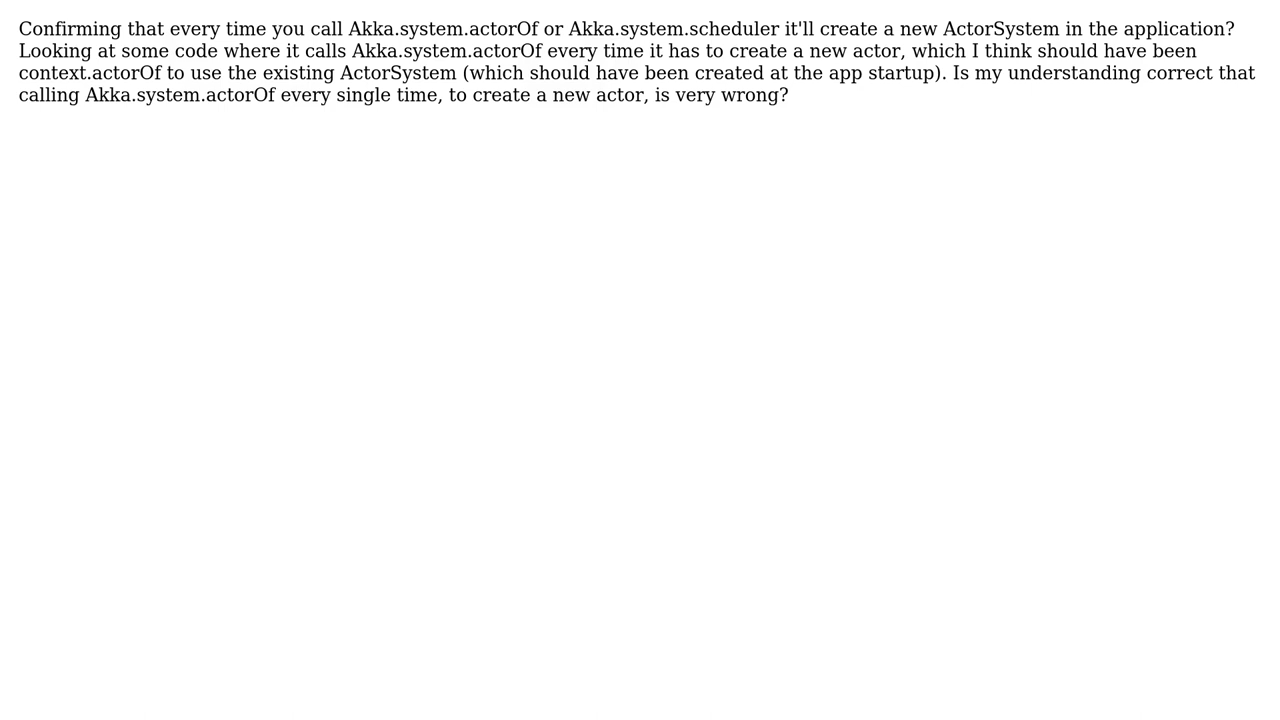 Confirming that every time you call Akka.system.actorOf or Akka.system.scheduler it'll create a new ActorSystem in the application?
Looking at some code where it calls Akka.system.actorOf every time it has to create a new actor, which I think should have been
context.actorOf to use the existing ActorSystem (which should have been created at the app startup). Is my understanding correct that
calling Akka.system.actorOf every single time, to create a new actor, is very wrong?